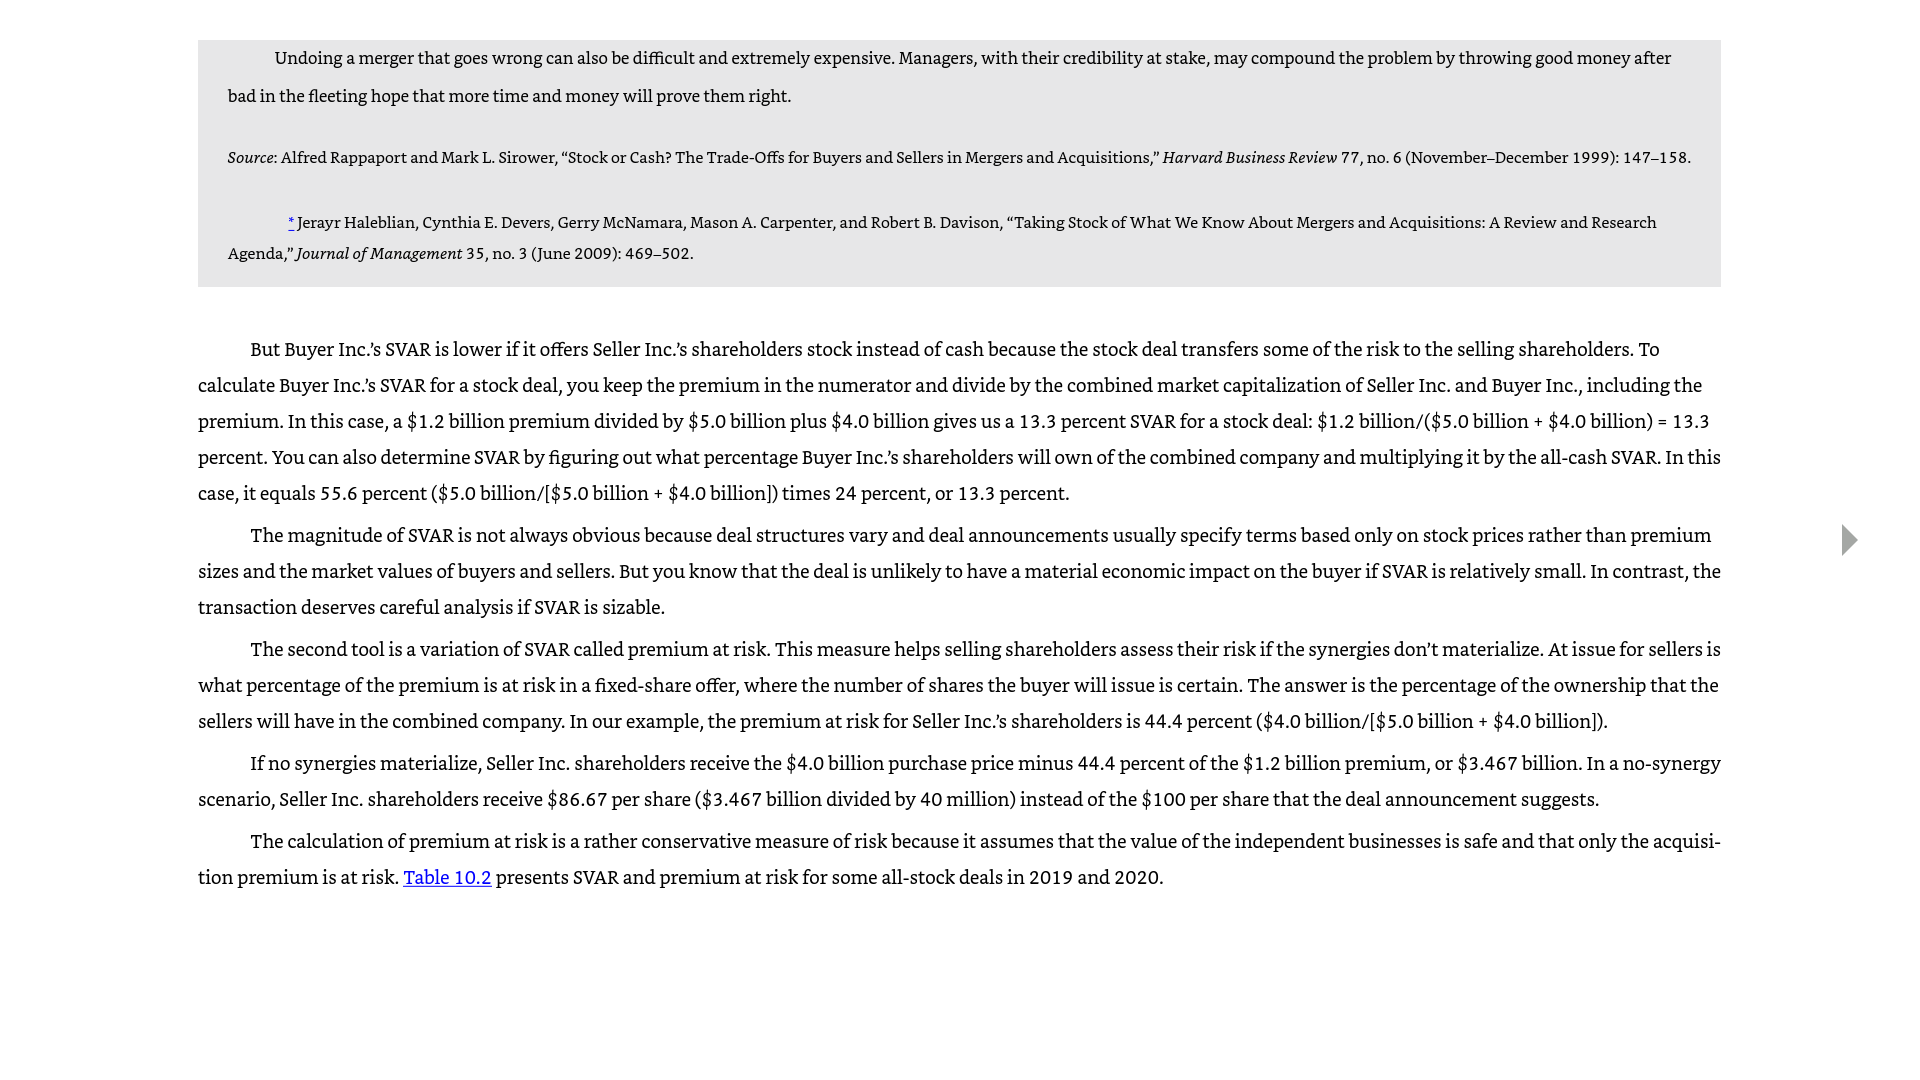 Undoing a merger that goes wrong can also be difficult and extremely expensive. Managers, with their credibility at stake, may compound the problem by throwing good money after
bad in the fleeting hope that more time and money will prove them right.
Source: Alfred Rappaport and Mark L. Sirower, “Stock or Cash? The Trade-Offs for Buyers and Sellers in Mergers and Acquisitions,” Harvard Business Review 77, no. 6 (November–December 1999): 147–158.
* Jerayr Haleblian, Cynthia E. Devers, Gerry McNamara, Mason A. Carpenter, and Robert B. Davison, “Taking Stock of What We Know About Mergers and Acquisitions: A Review and Research
Agenda,” Journal of Management 35, no. 3 (June 2009): 469–502.
But Buyer Inc.’s SVAR is lower if it offers Seller Inc.’s shareholders stock instead of cash because the stock deal transfers some of the risk to the selling shareholders. To
calculate Buyer Inc.’s SVAR for a stock deal, you keep the premium in the numerator and divide by the combined market capitalization of Seller Inc. and Buyer Inc., including the
premium. In this case, a $1.2 billion premium divided by $5.0 billion plus $4.0 billion gives us a 13.3 percent SVAR for a stock deal: $1.2 billion/($5.0 billion + $4.0 billion) = 13.3
percent. You can also determine SVAR by figuring out what percentage Buyer Inc.’s shareholders will own of the combined company and multiplying it by the all-cash SVAR. In this
case, it equals 55.6 percent ($5.0 billion/[$5.0 billion + $4.0 billion]) times 24 percent, or 13.3 percent.
The magnitude of SVAR is not always obvious because deal structures vary and deal announcements usually specify terms based only on stock prices rather than premium
sizes and the market values of buyers and sellers. But you know that the deal is unlikely to have a material economic impact on the buyer if SVAR is relatively small. In contrast, the
transaction deserves careful analysis if SVAR is sizable.
The second tool is a variation of SVAR called premium at risk. This measure helps selling shareholders assess their risk if the synergies don’t materialize. At issue for sellers is
what percentage of the premium is at risk in a fixed-share offer, where the number of shares the buyer will issue is certain. The answer is the percentage of the ownership that the
sellers will have in the combined company. In our example, the premium at risk for Seller Inc.’s shareholders is 44.4 percent ($4.0 billion/[$5.0 billion + $4.0 billion]).
If no synergies materialize, Seller Inc. shareholders receive the $4.0 billion purchase price minus 44.4 percent of the $1.2 billion premium, or $3.467 billion. In a no-synergy
scenario, Seller Inc. shareholders receive $86.67 per share ($3.467 billion divided by 40 million) instead of the $100 per share that the deal announcement suggests.
The calculation of premium at risk is a rather conservative measure of risk because it assumes that the value of the independent businesses is safe and that only the acquisi-
tion premium is at risk. Table 10.2 presents SVAR and premium at risk for some all-stock deals in 2019 and 2020.